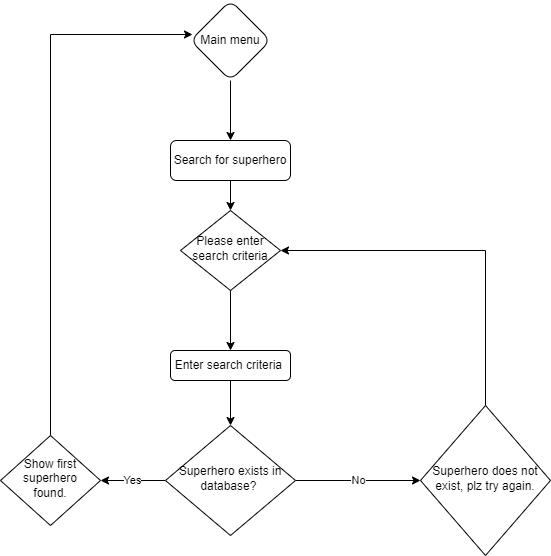 Main menu
Search for superhero
Please enter
search criteria
Enter search criteria
Superhero exists in
database?
Yes
No
Show first
superhero
found.
Superhero does not
exist, plz try again.